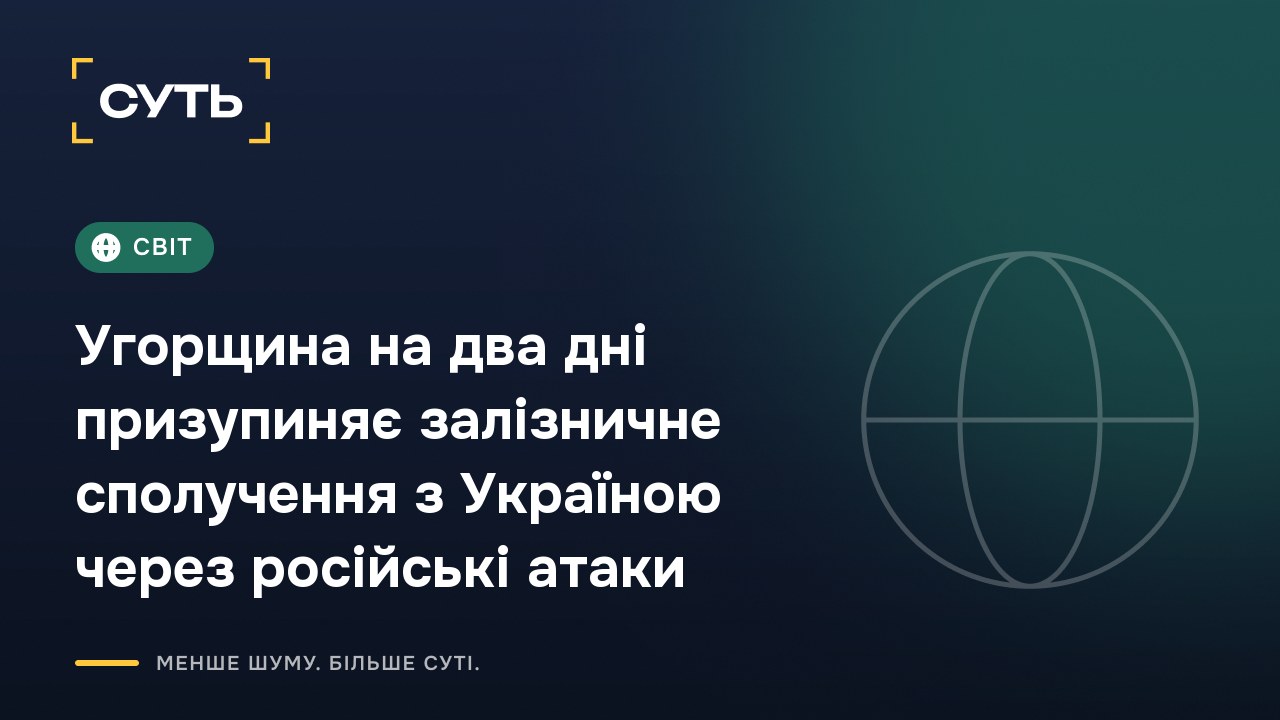 СУТЬ
СВІТ
Угорщина на два дні
призупиняє залізничне
сполучення з Україною
через російські атаки
МЕНШЕ ШУМУ. БІЛЬШЕ СУТІ.